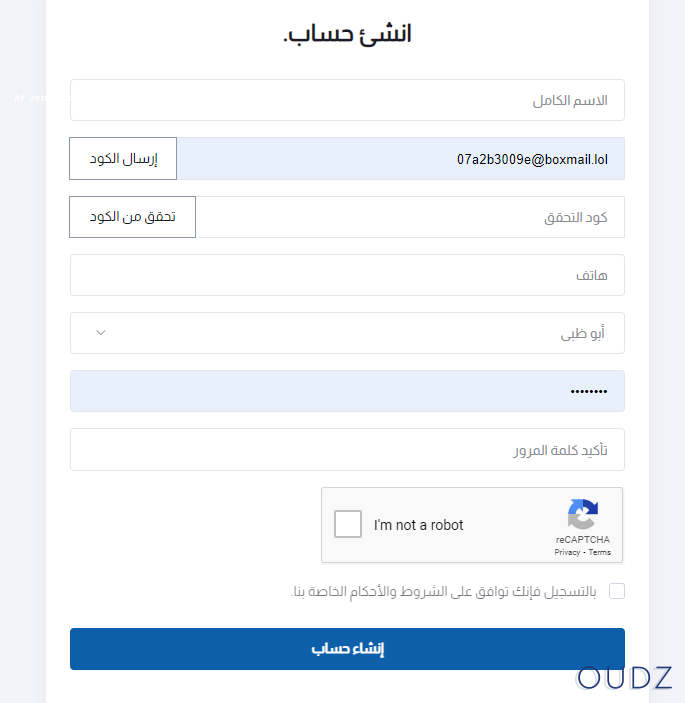 انشئ حساب.
الاسم الكامل
07a2b3009e@boxmail.lol
إرسال الكود
كود التحقق
تحقق من الكود
هاتف
أبو ظبى
••••••••
تأكيد كلمة المرور
I'm not a robot
reCAPTCHA
Privacy - Terms
بالتسجيل فإنك توافق على الشروط والأحكام الخاصة بنا.
إنشاء حساب
OUDZ